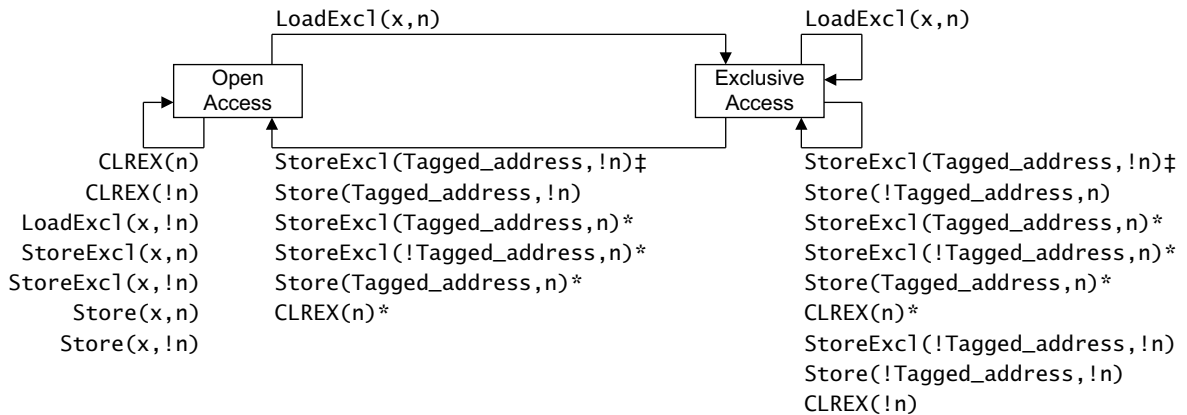 LoadExcl(x,n)
LoadExcl(x,n)
Open
Access
Exclusive
Access
CLREX(n)
CLREX(!n)
LoadExcl(x,!n)
StoreExcl(x,n)
StoreExcl(x,!n)
Store(x,n)
Store(x,!n)
StoreExcl(Tagged_address,!n)‡
Store(Tagged_address,!n)
StoreExcl(Tagged_address,n)*
StoreExcl(!Tagged_address,n)*
Store(Tagged_address,n)*
CLREX(n)*
StoreExcl(Tagged_address,!n)‡
Store(!Tagged_address,n)
StoreExcl(Tagged_address,n)*
StoreExcl(!Tagged_address,n)*
Store(Tagged_address,n)*
CLREX(n)*
StoreExcl(!Tagged_address,!n)
Store(!Tagged_address,!n)
CLREX(!n)